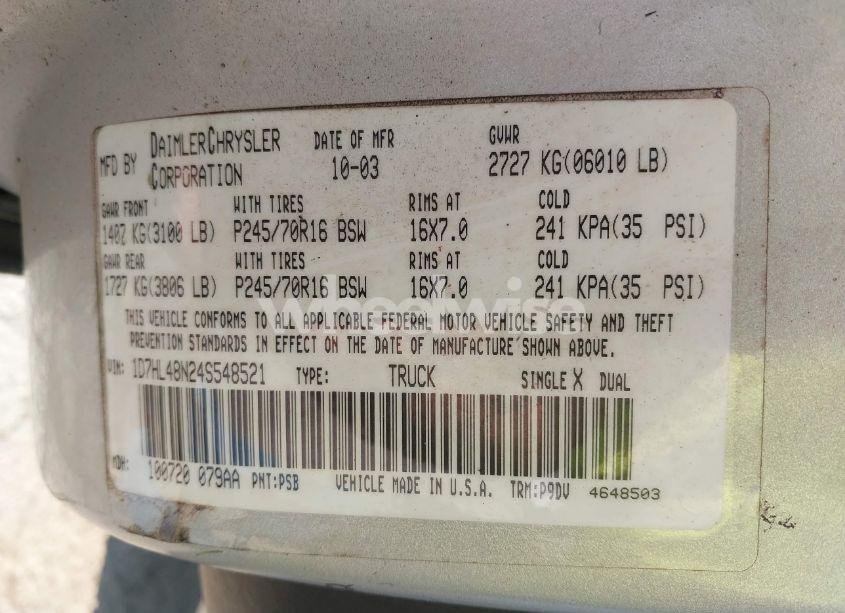 MFD BY DAIMLERCHRYSLER CORPORATION DATE OF MFR 10-03 GVWR 2727 KG(06010 LB)
GAWR FRONT WITH TIRES RIMS AT COLD
1407 KG(3100 LB) P245/70R16 BSW 16X7.0 241 KPA(35 PSI)
GAWR REAR WITH TIRES RIMS AT COLD
1727 KG(3806 LB) P245/70R16 BSW 16X7.0 241 KPA(35 PSI)
THIS VEHICLE CONFORMS TO ALL APPLICABLE FEDERAL MOTOR VEHICLE SAFETY AND THEFT
PREVENTION STANDARDS IN EFFECT ON THE DATE OF MANUFACTURE SHOWN ABOVE.
VIN: 1D7HL48N24S548521 TYPE: TRUCK SINGLE X DUAL
MDH: 100720 079AA PNT:PSB VEHICLE MADE IN U.S.A. TRM:P9DV 4648503
Wheelwise